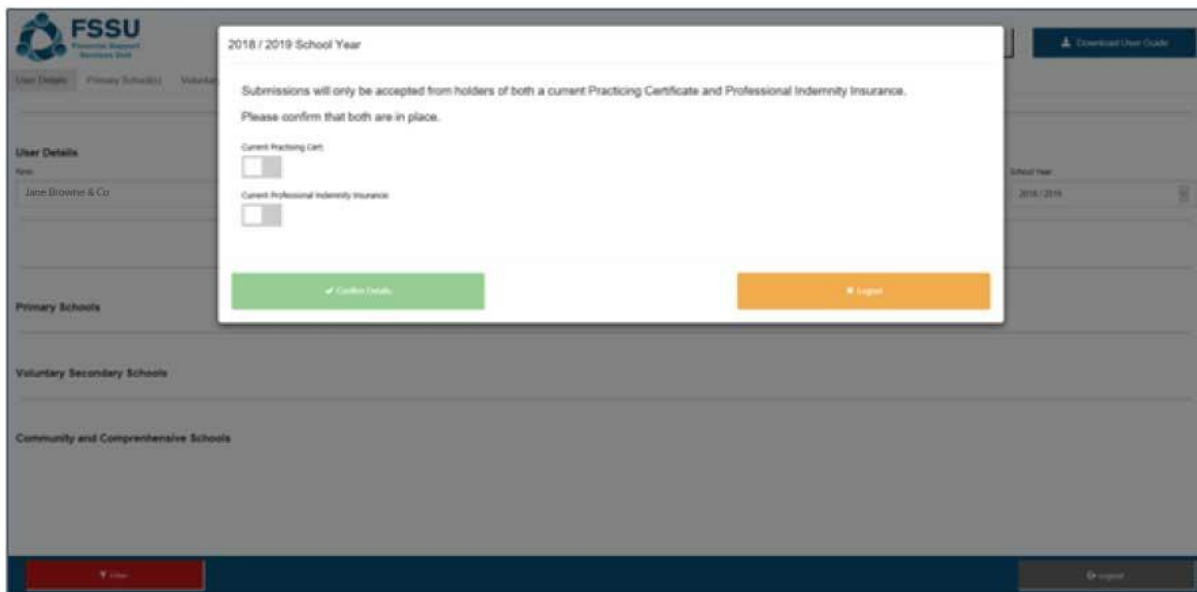 FSSU
Financial Support
Services Unit
2018 / 2019 School Year
Download User Guide
User Details Primary School(s)
Submissions will only be accepted from holders of both a current Practicing Certificate and Professional Indemnity Insurance.
Please confirm that both are in place.
Current Practising Cert:
Current Professional Indemnity Insurance:
User Details
School Year:
Jane Browne & Co
2018 / 2019
Confirm Details
Logout
Primary Schools
Voluntary Secondary Schools
Community and Comprenhensive Schools
Logout